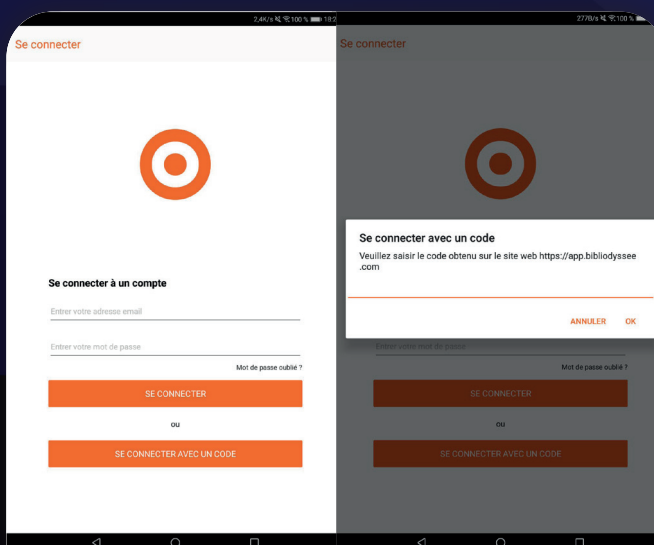 2,4K/s 100 % 18:2
Se connecter
Se connecter à un compte
Entrer votre adresse email
Entrer votre mot de passe
Mot de passe oublié ?
SE CONNECTER
ou
SE CONNECTER AVEC UN CODE
277B/s 100 %
Se connecter
Se connecter avec un code
Veuillez saisir le code obtenu sur le site web https://app.bibliodyssee
.com
ANNULER OK
Entrer votre mot de passe
Mot de passe oublié ?
SE CONNECTER
ou
SE CONNECTER AVEC UN CODE